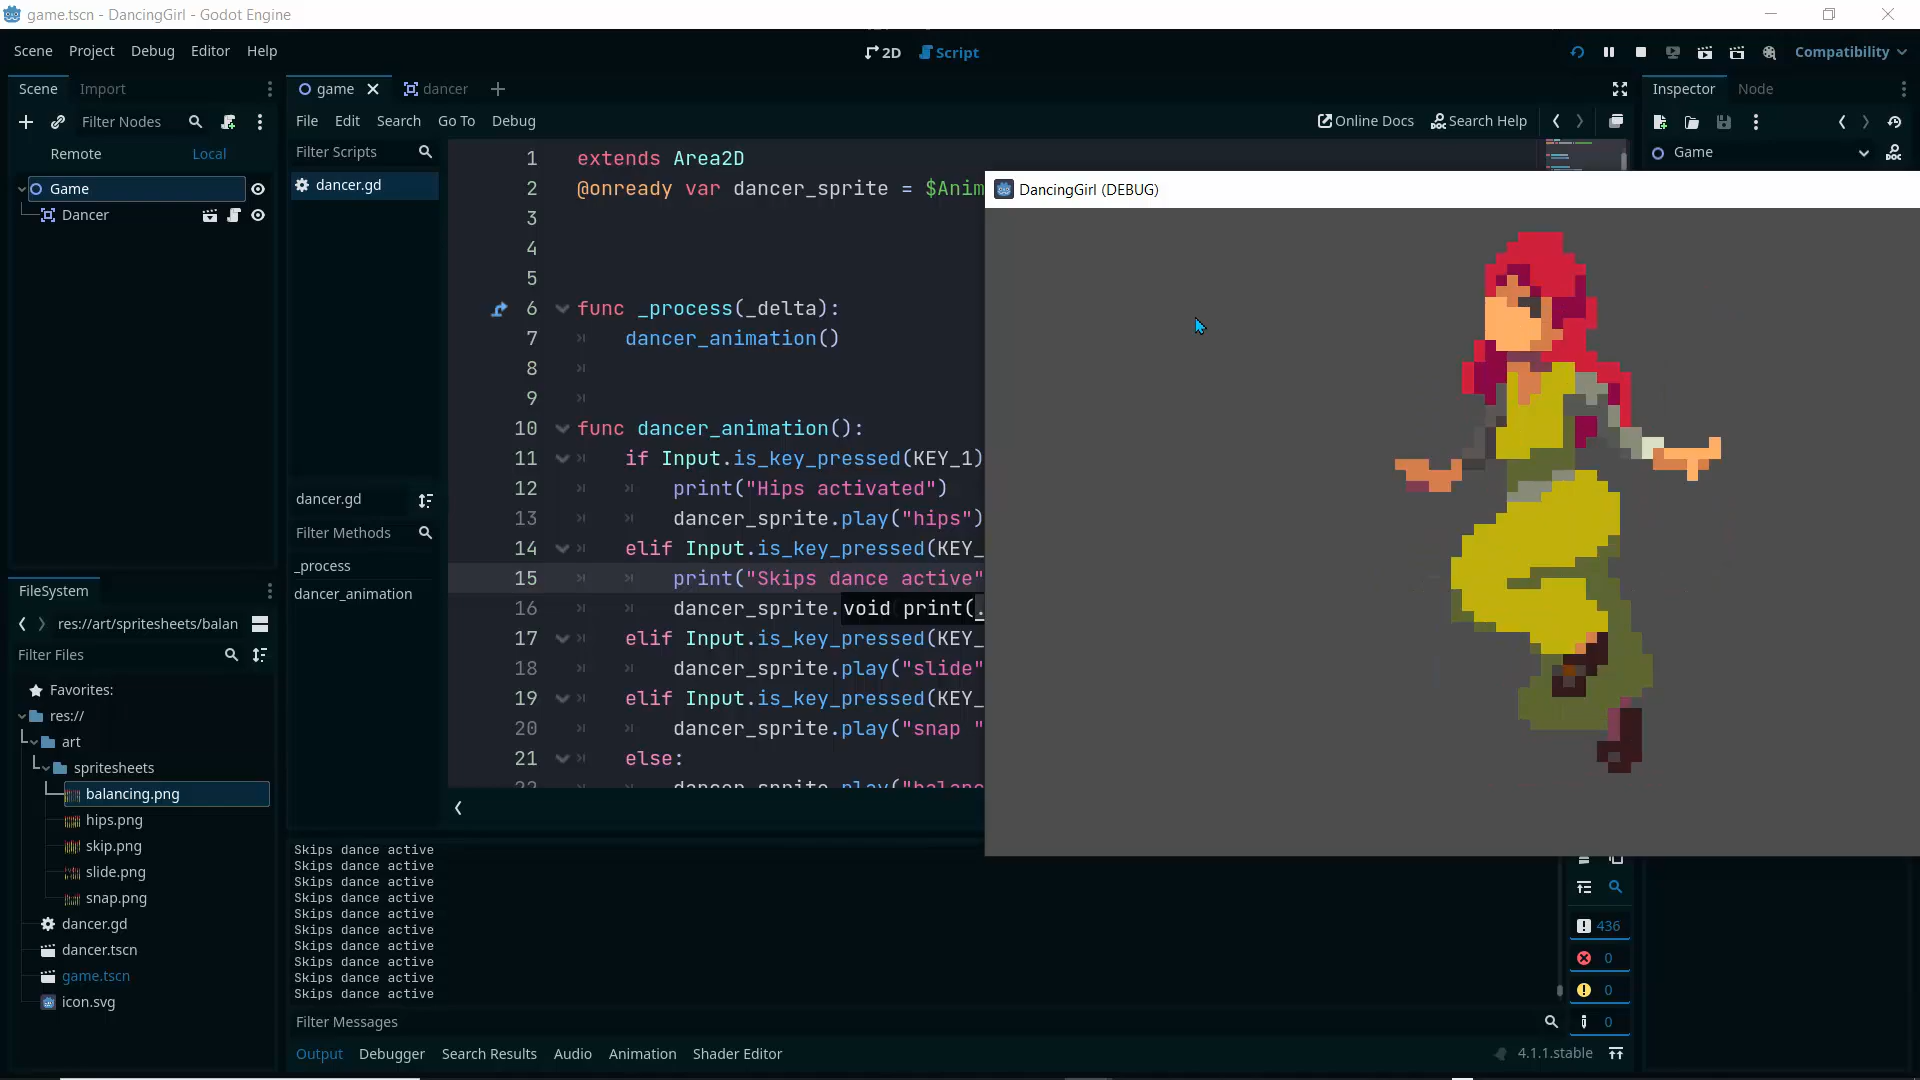 game.tscn - DancingGirl - Godot Engine
Scene Project Debug Editor Help
2D Script
Compatibility
Scene Import
game dancer
Inspector Node
Filter Nodes
File Edit Search Go To Debug
Online Docs Search Help
Remote Local
Filter Scripts
Game
Game
Dancer
dancer.gd
1 extends Area2D
2 @onready var dancer_sprite = $Anim
3
4
5
6 func _process(_delta):
7 dancer_animation()
8
9
10 func dancer_animation():
11 if Input.is_key_pressed(KEY_1)
12 print("Hips activated")
13 dancer_sprite.play("hips")
14 elif Input.is_key_pressed(KEY_
15 print("Skips dance active"
16 dancer_sprite. void print(.
17 elif Input.is_key_pressed(KEY_
18 dancer_sprite.play("slide"
19 elif Input.is_key_pressed(KEY_
20 dancer_sprite.play("snap "
21 else:
DancingGirl (DEBUG)
dancer.gd
Filter Methods
_process
dancer_animation
FileSystem
res://art/spritesheets/balan
Filter Files
Favorites:
res://
art
spritesheets
balancing.png
hips.png
skip.png
slide.png
snap.png
dancer.gd
dancer.tscn
game.tscn
icon.svg
Skips dance active
Skips dance active
Skips dance active
Skips dance active
Skips dance active
Skips dance active
Skips dance active
Skips dance active
Skips dance active
Skips dance active
436
0
0
0
Filter Messages
Output Debugger Search Results Audio Animation Shader Editor
4.1.1.stable